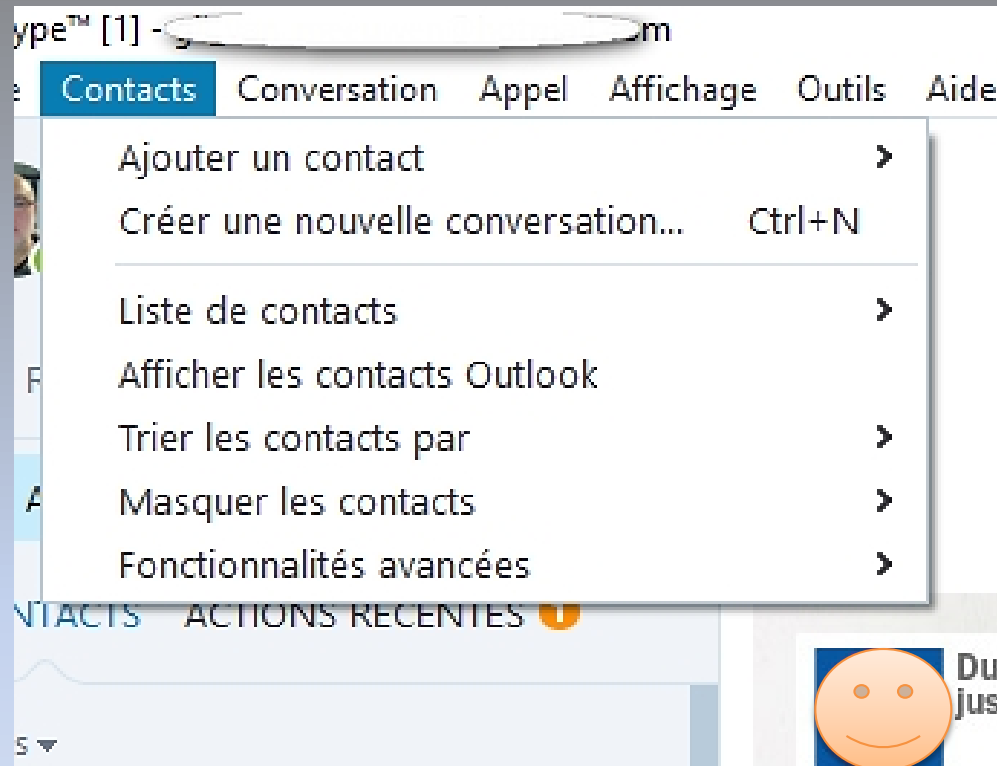 ype™ [1] - g m
e Contacts Conversation Appel Affichage Outils Aide
Ajouter un contact
Créer une nouvelle conversation... Ctrl+N
Liste de contacts
Afficher les contacts Outlook
Trier les contacts par
Masquer les contacts
Fonctionnalités avancées
NTACTS ACTIONS RÉCENTES 1
Du
jus
s